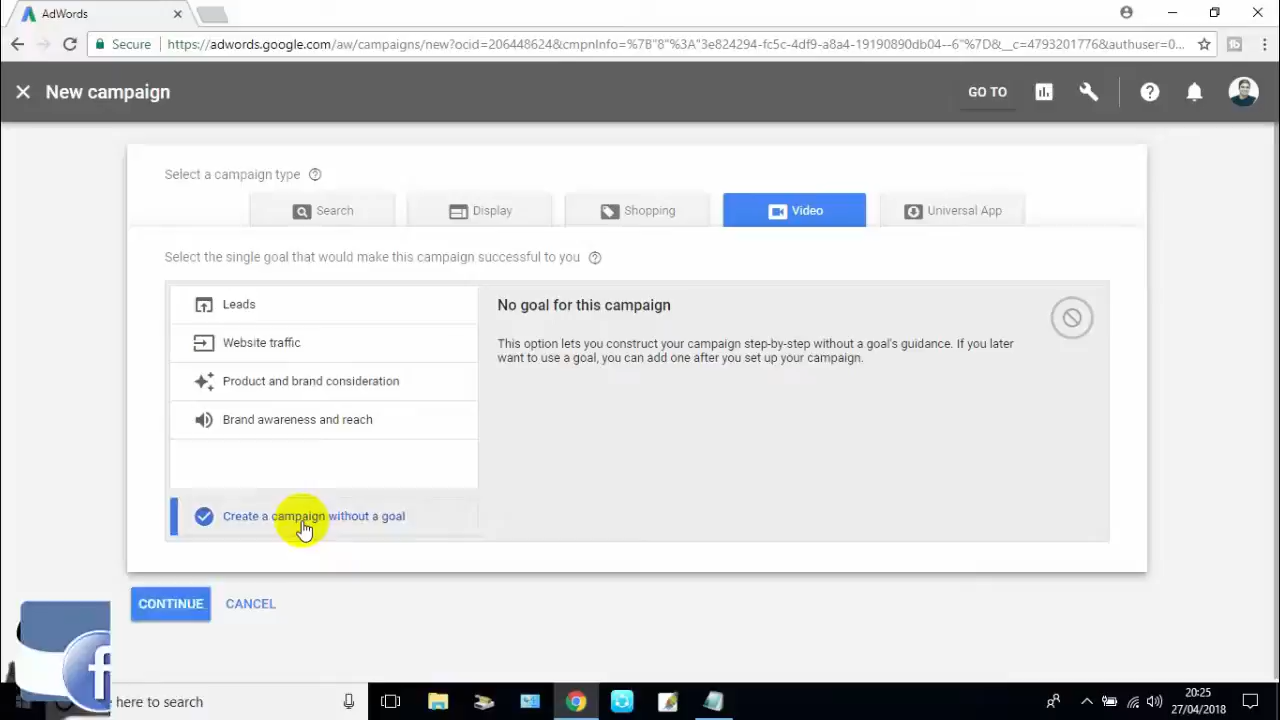 AdWords
Secure
https://adwords.google.com/aw/campaigns/new?ocid=206448624&cmpnInfo=%7B"8"%3A"3e824294-fc5c-4df9-a8a4-19190890db04--6"%7D&__c=4793201776&authuser=0...
New campaign
GO TO
Select a campaign type
Search
Display
Shopping
Video
Universal App
Select the single goal that would make this campaign successful to you
Leads
Website traffic
Product and brand consideration
Brand awareness and reach
Create a campaign without a goal
No goal for this campaign
This option lets you construct your campaign step-by-step without a goal's guidance. If you later
want to use a goal, you can add one after you set up your campaign.
CONTINUE
CANCEL
f
here to search
20:25
27/04/2018